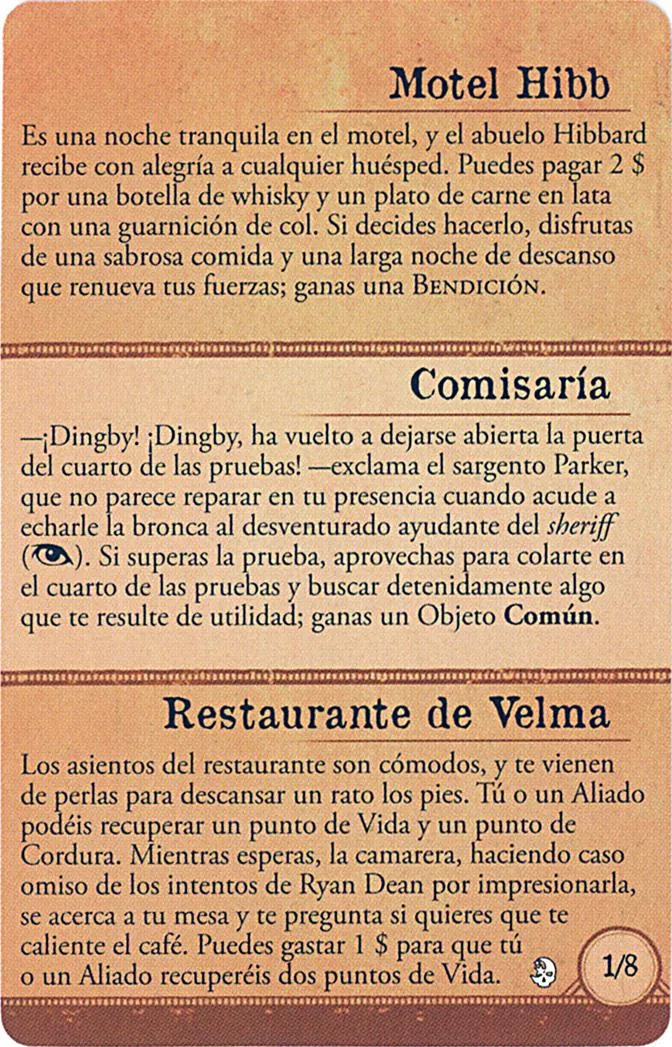 Motel Hibb
Es una noche tranquila en el motel, y el abuelo Hibbard
recibe con alegría a cualquier huésped. Puedes pagar 2 $
por una botella de whisky y un plato de carne en lata
con una guarnición de col. Si decides hacerlo, disfrutas
de una sabrosa comida y una larga noche de descanso
que renueva tus fuerzas; ganas una BENDICIÓN.
Comisaría
—¡Dingby! ¡Dingby, ha vuelto a dejarse abierta la puerta
del cuarto de las pruebas! —exclama el sargento Parker,
que no parece reparar en tu presencia cuando acude a
echarle la bronca al desventurado ayudante del sheriff
(). Si superas la prueba, aprovechas para colarte en
el cuarto de las pruebas y buscar detenidamente algo
que te resulte de utilidad; ganas un Objeto Común.
Restaurante de Velma
Los asientos del restaurante son cómodos, y te vienen
de perlas para descansar un rato los pies. Tú o un Aliado
podéis recuperar un punto de Vida y un punto de
Cordura. Mientras esperas, la camarera, haciendo caso
omiso de los intentos de Ryan Dean por impresionarla,
se acerca a tu mesa y te pregunta si quieres que te
caliente el café. Puedes gastar 1 $ para que tú
o un Aliado recuperéis dos puntos de Vida.
1/8